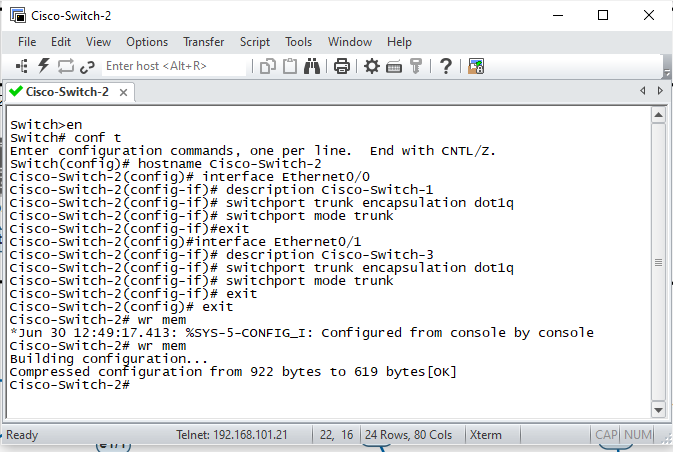 Cisco-Switch-2
File Edit View Options Transfer Script Tools Window Help
Enter host <Alt+R>
Cisco-Switch-2
Switch>en
Switch# conf t
Enter configuration commands, one per line.  End with CNTL/Z.
Switch(config)# hostname Cisco-Switch-2
Cisco-Switch-2(config)# interface Ethernet0/0
Cisco-Switch-2(config-if)# description Cisco-Switch-1
Cisco-Switch-2(config-if)# switchport trunk encapsulation dot1q
Cisco-Switch-2(config-if)# switchport mode trunk
Cisco-Switch-2(config-if)#exit
Cisco-Switch-2(config)#interface Ethernet0/1
Cisco-Switch-2(config-if)# description Cisco-Switch-3
Cisco-Switch-2(config-if)# switchport trunk encapsulation dot1q
Cisco-Switch-2(config-if)# switchport mode trunk
Cisco-Switch-2(config-if)# exit
Cisco-Switch-2(config)# exit
Cisco-Switch-2# wr mem
*Jun 30 12:49:17.413: %SYS-5-CONFIG_I: Configured from console by console
Cisco-Switch-2# wr mem
Building configuration...
Compressed configuration from 922 bytes to 619 bytes[OK]
Cisco-Switch-2#
Ready Telnet: 192.168.101.21 22, 16 24 Rows, 80 Cols Xterm CAP NUM